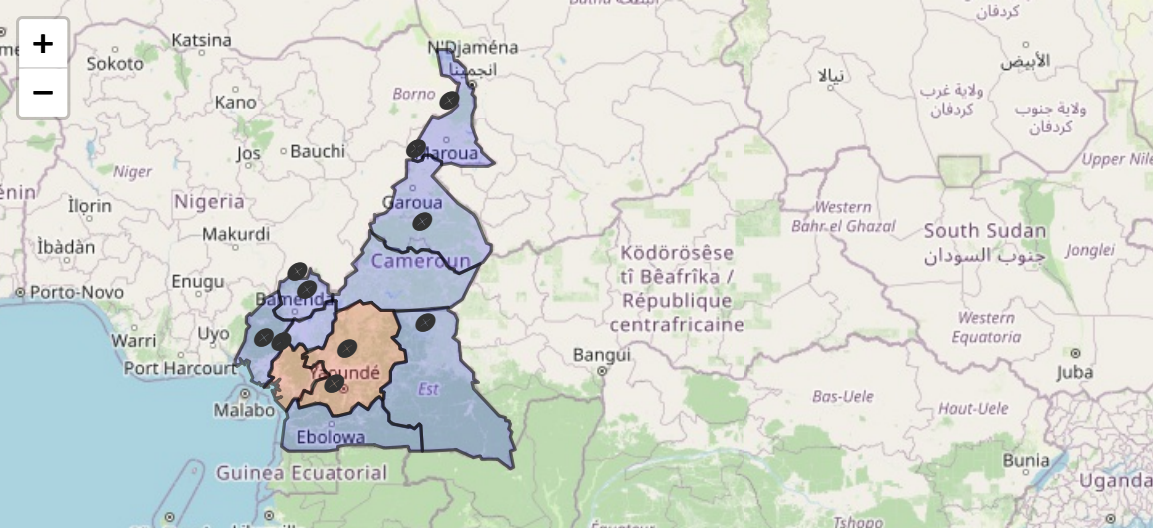 +
−
Katsina
Sokoto
Kano
Niger
Jos
Bauchi
Borno
N'Djaména
انجمينا
Maroua
Garoua
Cameroun
Nigeria
Ìlorin
Ìbàdàn
Makurdi
Enugu
Porto-Novo
Warri
Uyo
Port Harcourt
Malabo
Bamenda
Yaoundé
Est
Ebolowa
Guinea Ecuatorial
كردفان
الأبيض
نيالا
ولاية غرب
كردفان
ولاية جنوب
كردفان
Upper Nile
Western
Bahr el Ghazal
South Sudan
جنوب السودان
Jonglei
Ködörösêse
tî Bêafrîka /
République
centrafricaine
Bangui
Western
Equatoria
Juba
Bas-Uele
Haut-Uele
Bunia
Uganda
Tshopo